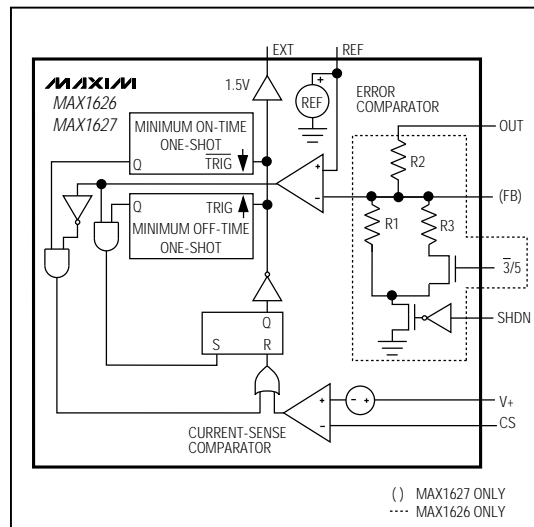 EXT
REF
MAXIM
MAX1626
MAX1627
1.5V
+
REF
ERROR
COMPARATOR
OUT
MINIMUM ON-TIME
ONE-SHOT
Q
TRIG
R2
+
−
(FB)
Q
TRIG
MINIMUM OFF-TIME
ONE-SHOT
R1
R3
3/5
SHDN
Q
S
R
+
−
- +
V+
CS
CURRENT-SENSE
COMPARATOR
( ) MAX1627 ONLY
MAX1626 ONLY